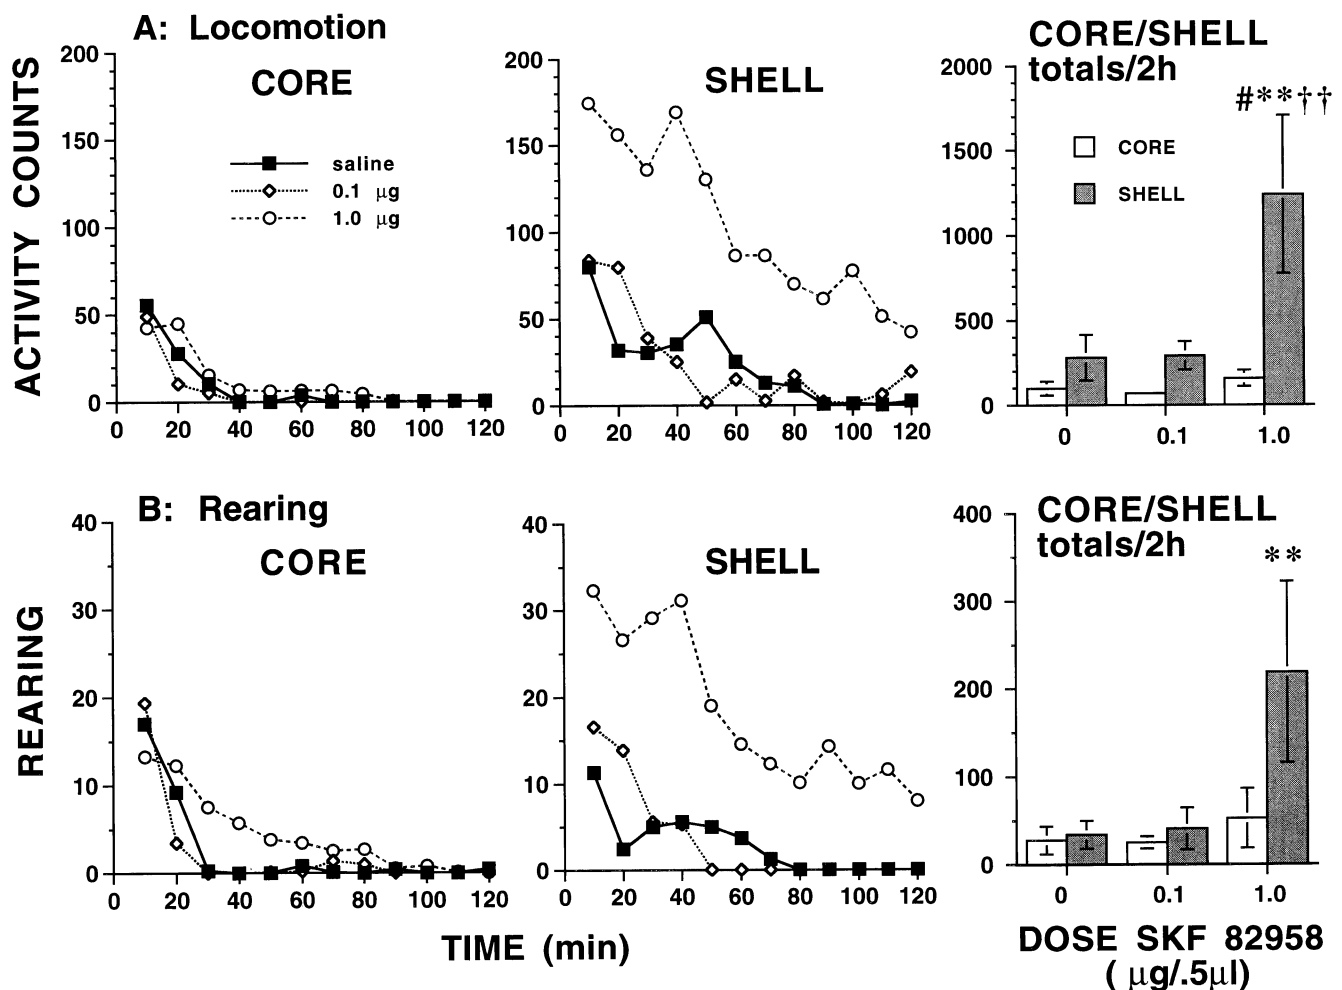 A: Locomotion
CORE
SHELL
CORE/SHELL
totals/2h
ACTIVITY COUNTS
200
150
100
50
0
0 20 40 60 80 100 120
saline
0.1 µg
1.0 µg
200
150
100
50
0
0 20 40 60 80 100 120
2000
1500
1000
500
0
#**††
CORE
SHELL
0 0.1 1.0
B: Rearing
CORE
SHELL
CORE/SHELL
totals/2h
REARING
40
30
20
10
0
0 20 40 60 80 100 120
40
30
20
10
0
0 20 40 60 80 100 120
400
300
200
100
0
**
0 0.1 1.0
TIME (min)
DOSE SKF 82958
( µg/.5µl)